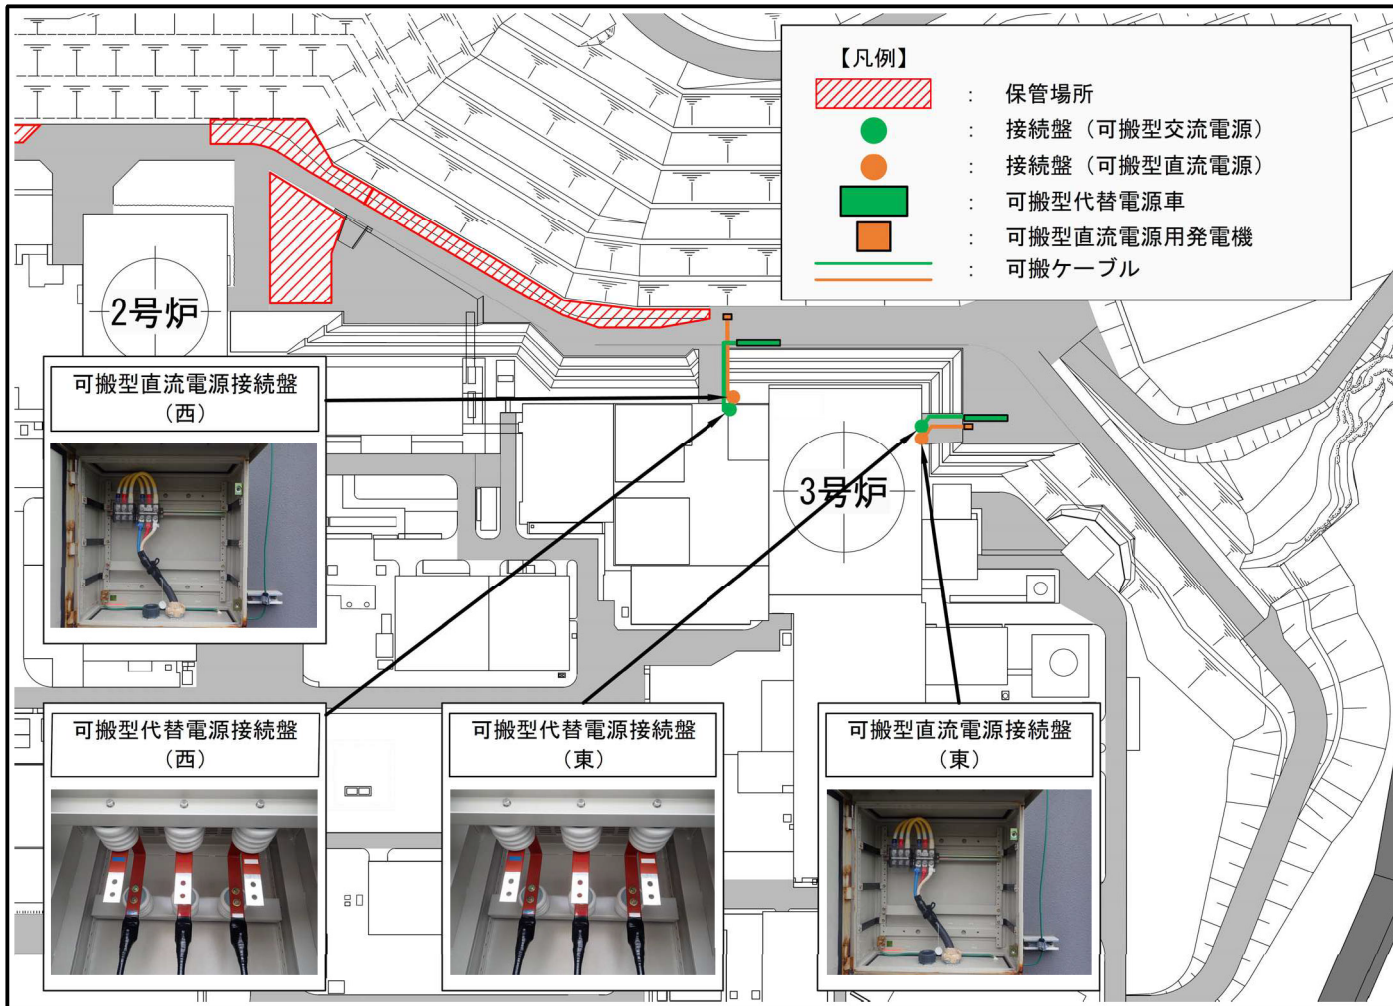 【凡例】
： 保管場所
： 接続盤（可搬型交流電源）
： 接続盤（可搬型直流電源）
： 可搬型代替電源車
： 可搬型直流電源用発電機
： 可搬ケーブル
2号炉
3号炉
可搬型直流電源接続盤
（西）
可搬型代替電源接続盤
（西）
可搬型代替電源接続盤
（東）
可搬型直流電源接続盤
（東）